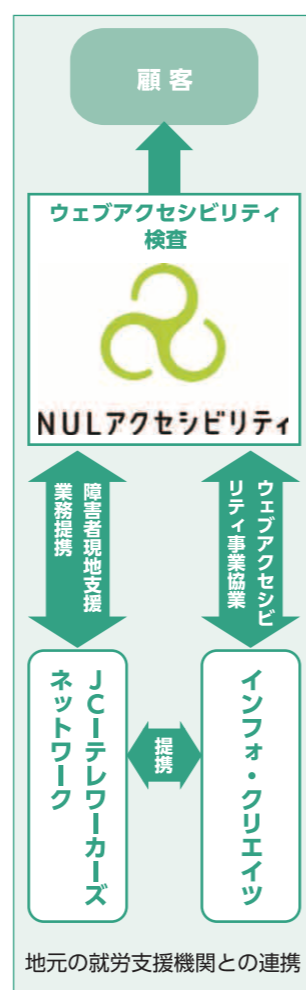 顧客
ウェブアクセシビリティ
検査
NULアクセシビリティ
障害者現地支援
業務提携
ウェブアクセシビ
リティ事業協業
JCIテレワーカーズ
ネットワーク
提携
インフォ・クリエイツ
地元の就労支援機関との連携